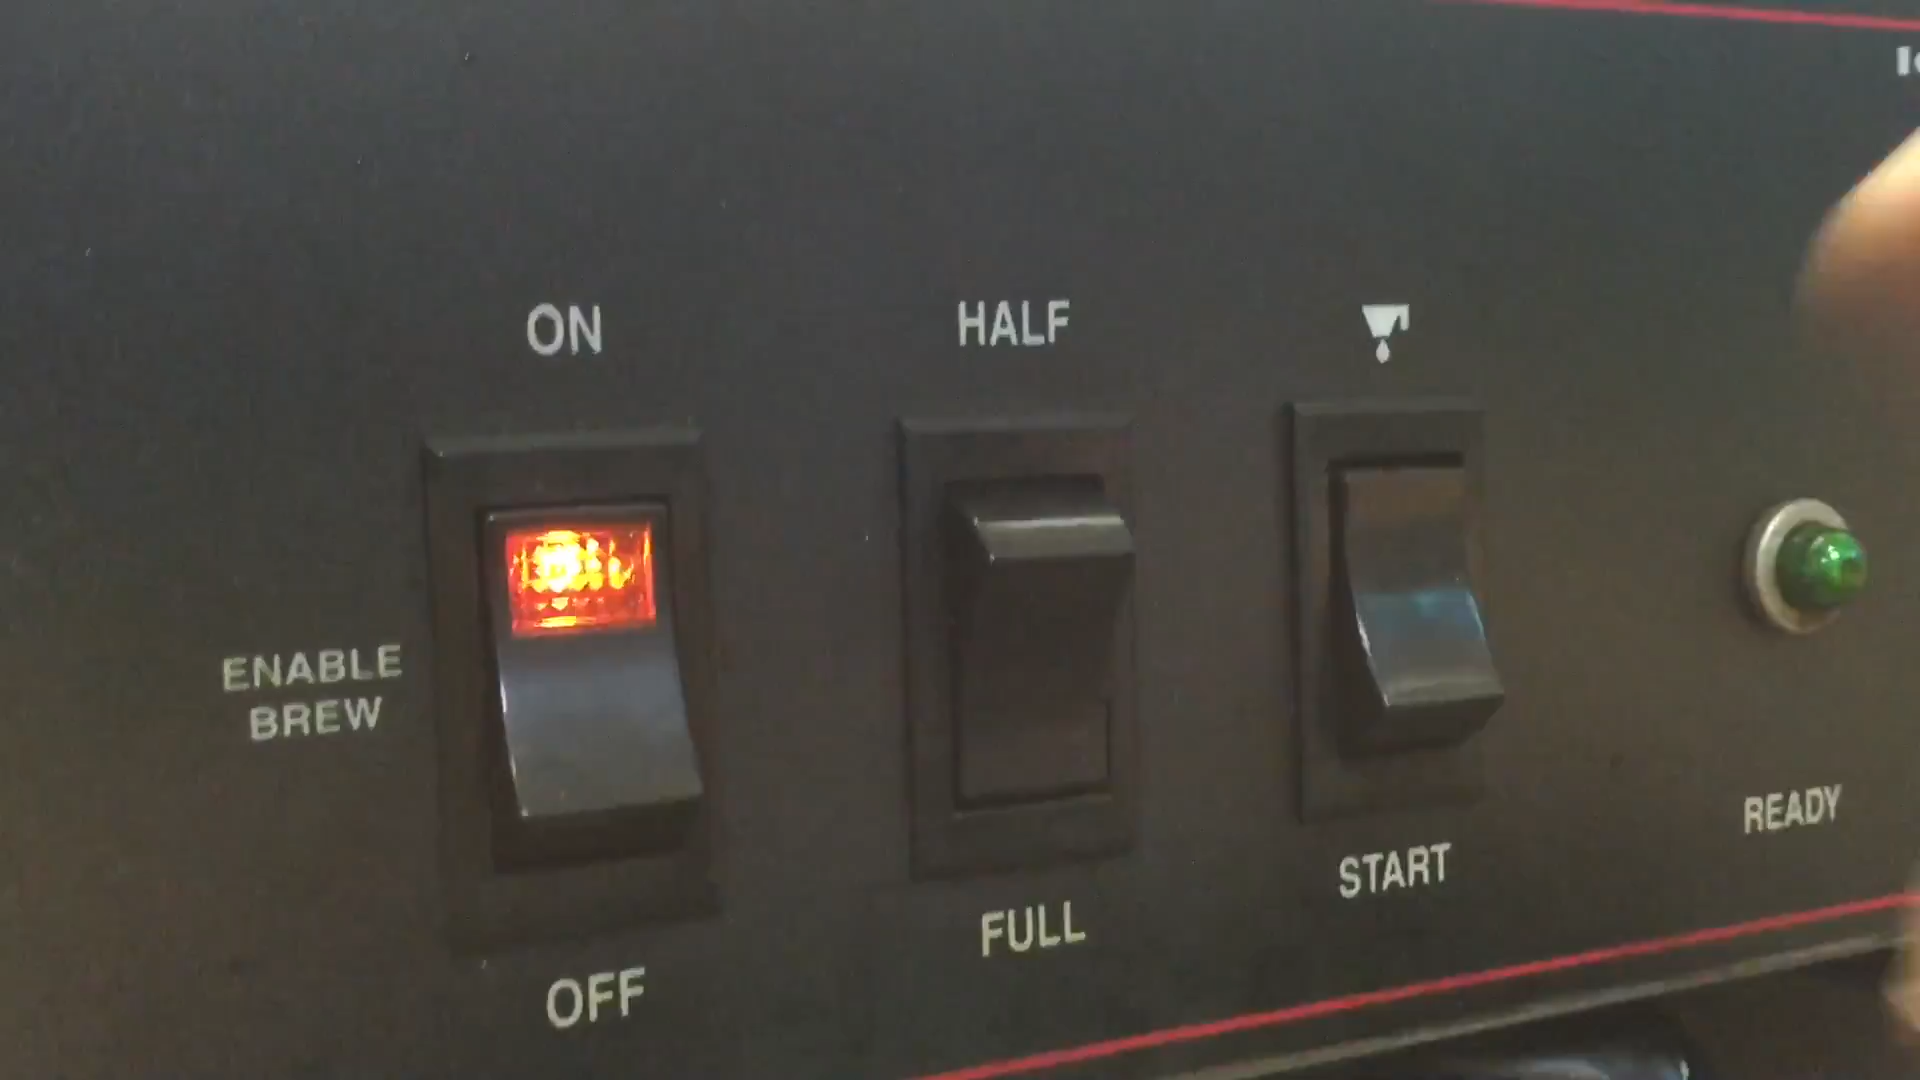 ON
HALF
ENABLE
BREW
READY
START
FULL
OFF